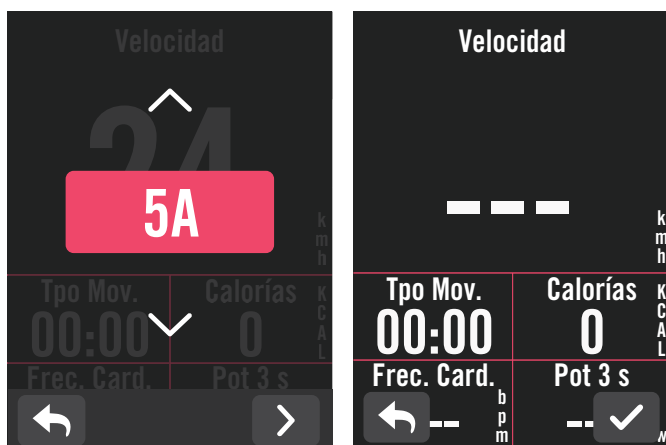 Velocidad
24
5A
k
m
h
Tpo Mov.
Calorías
00:00
0
K
C
A
L
Frec. Card.
Pot 3 s
Velocidad
---
k
m
h
Tpo Mov.
Calorías
00:00
0
K
C
A
L
Frec. Card.
Pot 3 s
--
b
p
m
--
w